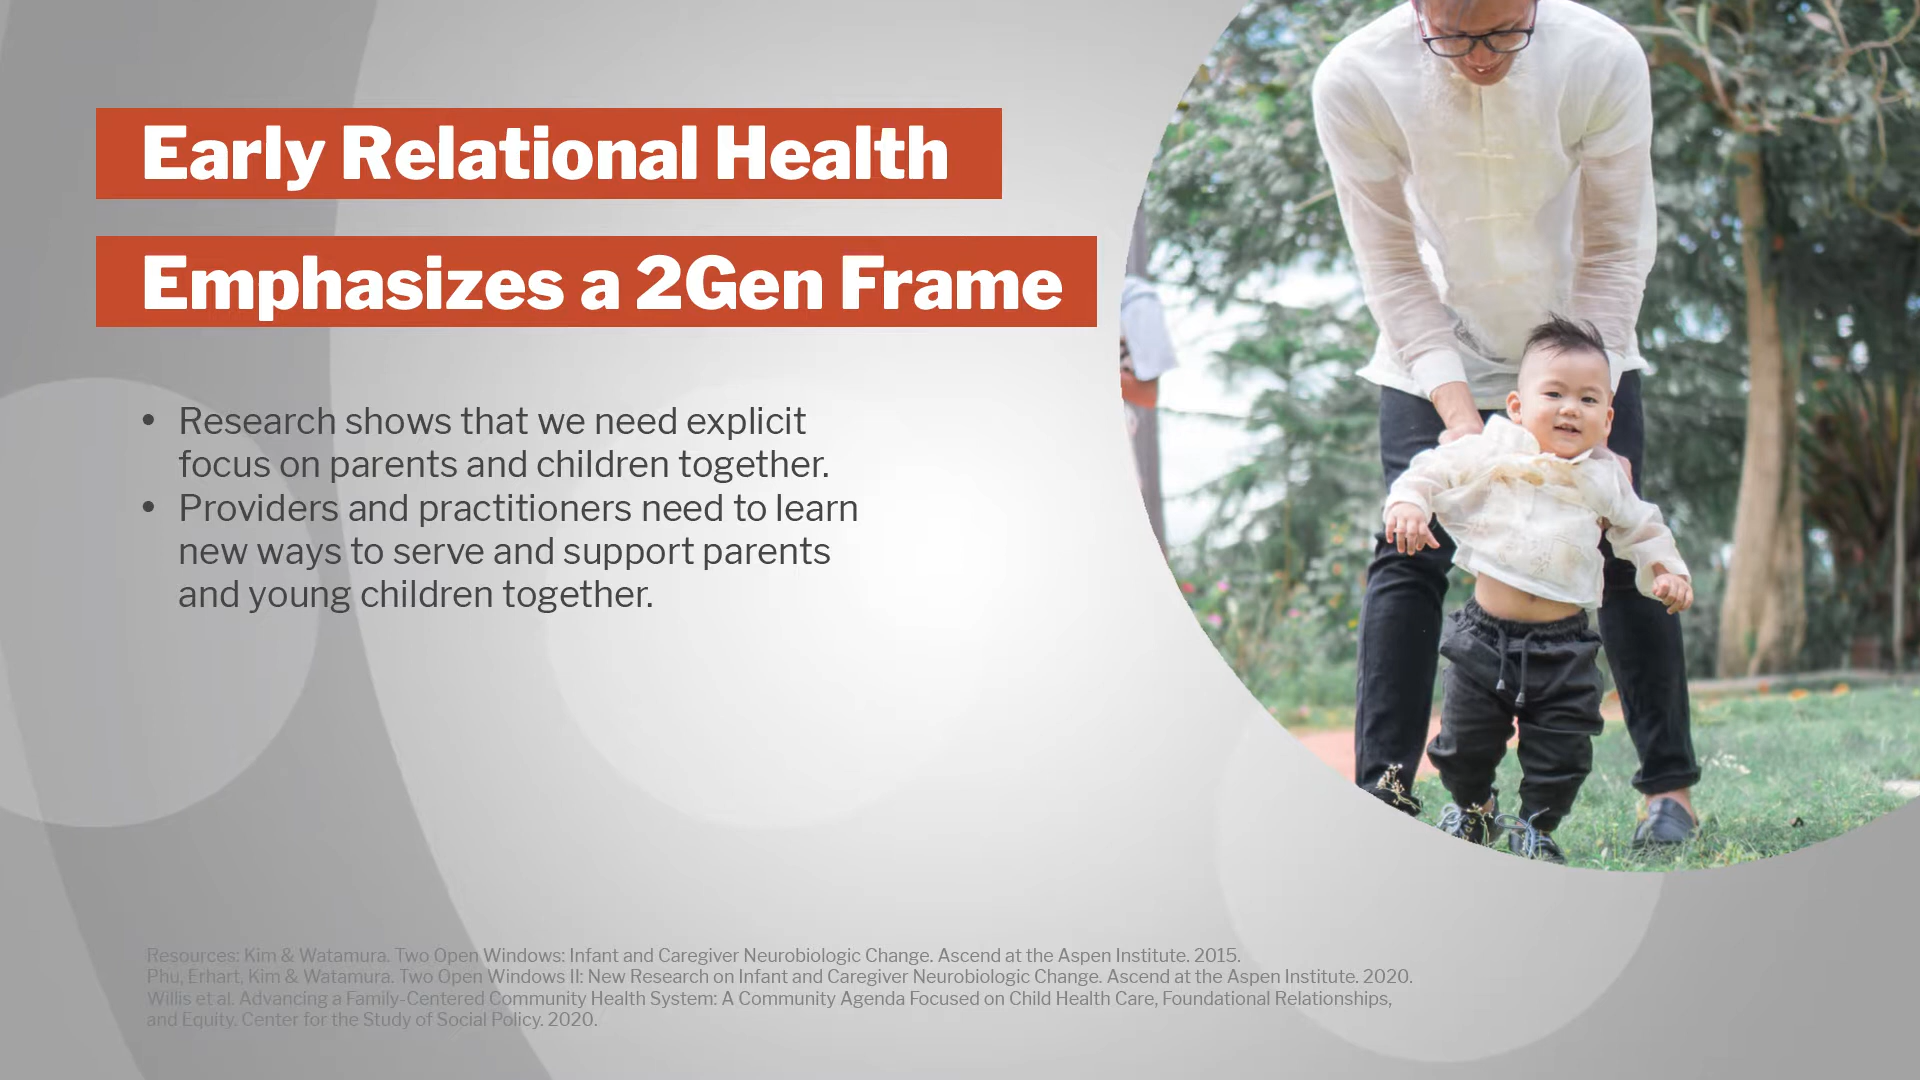 Early Relational Health
Emphasizes a 2Gen Frame
• Research shows that we need explicit
focus on parents and children together.
• Providers and practitioners need to learn
new ways to serve and support parents
and young children together.
Resources: Kim & Watamura. Two Open Windows: Infant and Caregiver Neurobiologic Change. Ascend at the Aspen Institute. 2015.
Phu, Erhart, Kim & Watamura. Two Open Windows II: New Research on Infant and Caregiver Neurobiologic Change. Ascend at the Aspen Institute. 2020.
Willis et al. Advancing a Family-Centered Community Health System: A Community Agenda Focused on Child Health Care, Foundational Relationships,
and Equity. Center for the Study of Social Policy. 2020.